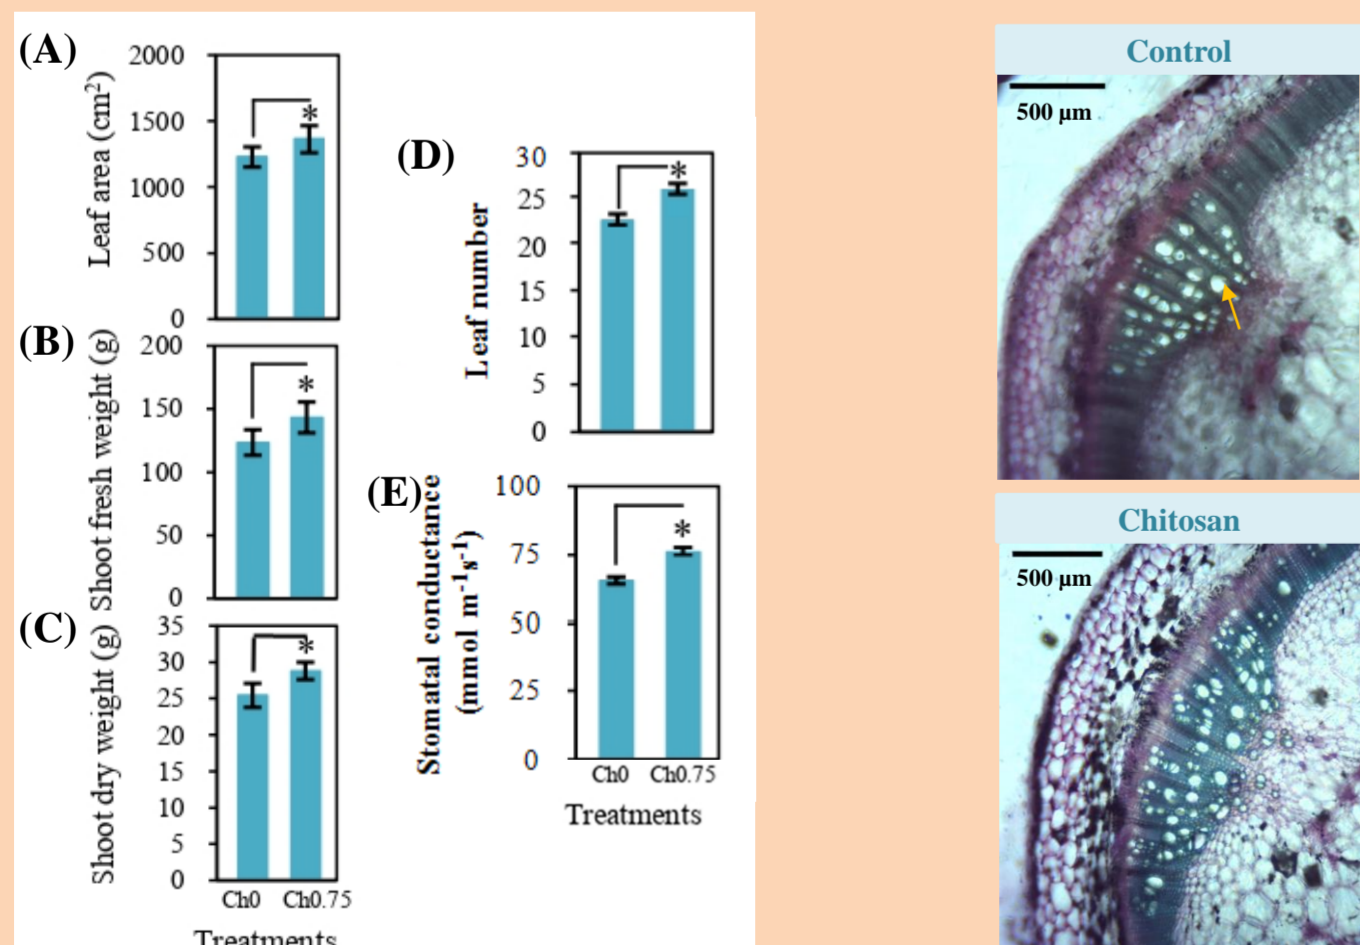 (A)
Leaf area (cm²)
2000
1500
1000
500
0
*
(B)
Shoot fresh weight (g)
200
150
100
50
0
*
(C)
Shoot dry weight (g)
35
30
25
20
15
10
5
0
*
Ch0 Ch0.75
Treatments
(D)
Leaf number
30
25
20
15
10
5
0
*
(E)
Stomatal conductance
(mmol m⁻¹s⁻¹)
100
75
50
25
0
*
Ch0 Ch0.75
Treatments
Control
500 µm
Chitosan
500 µm